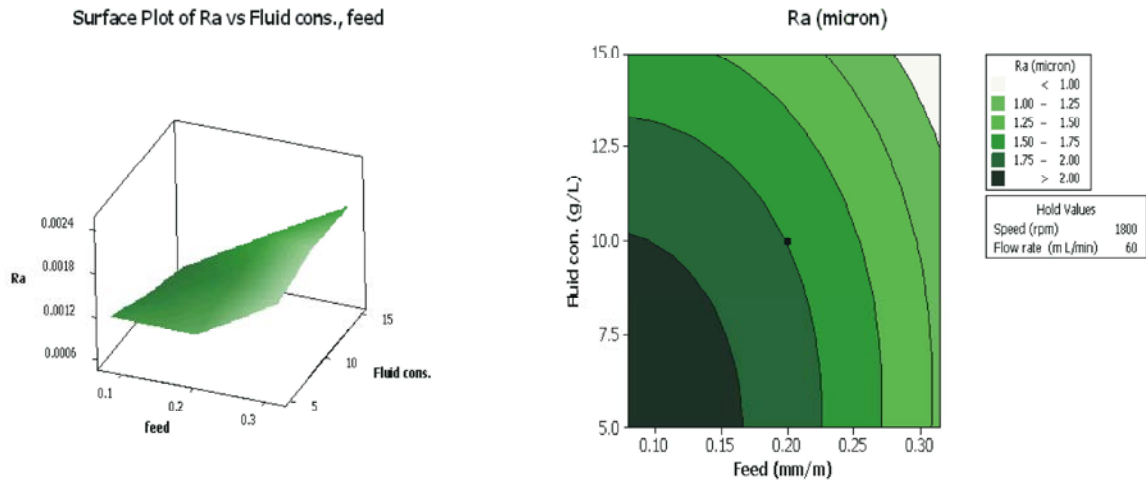 Surface Plot of Ra vs Fluid cons., feed
0.0024
0.0018
Ra
0.0012
0.0006
0.1
0.2
0.3
feed
15
10
5
Fluid cons.
Ra (micron)
15.0
12.5
10.0
7.5
5.0
Fluid con. (g/L)
0.10 0.15 0.20 0.25 0.30
Feed (mm/m)
Ra (micron)
< 1.00
1.00 – 1.25
1.25 – 1.50
1.50 – 1.75
1.75 – 2.00
> 2.00
Hold Values
Speed (rpm) 1800
Flow rate (m L/min) 60